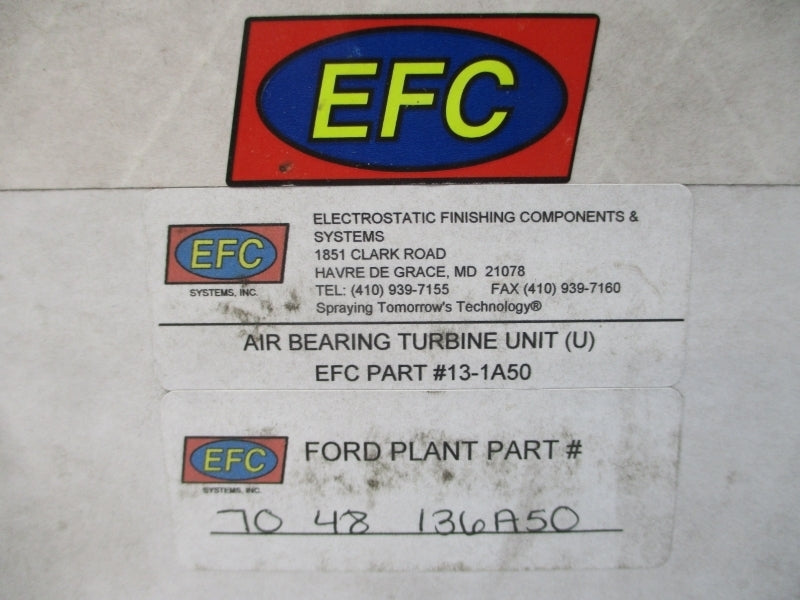 EFC
EFC
SYSTEMS, INC.
ELECTROSTATIC FINISHING COMPONENTS &
SYSTEMS
1851 CLARK ROAD
HAVRE DE GRACE, MD 21078
TEL: (410) 939-7155 FAX (410) 939-7160
Spraying Tomorrow's Technology®
AIR BEARING TURBINE UNIT (U)
EFC PART #13-1A50
EFC
SYSTEMS, INC.
FORD PLANT PART #
70 48 136A50